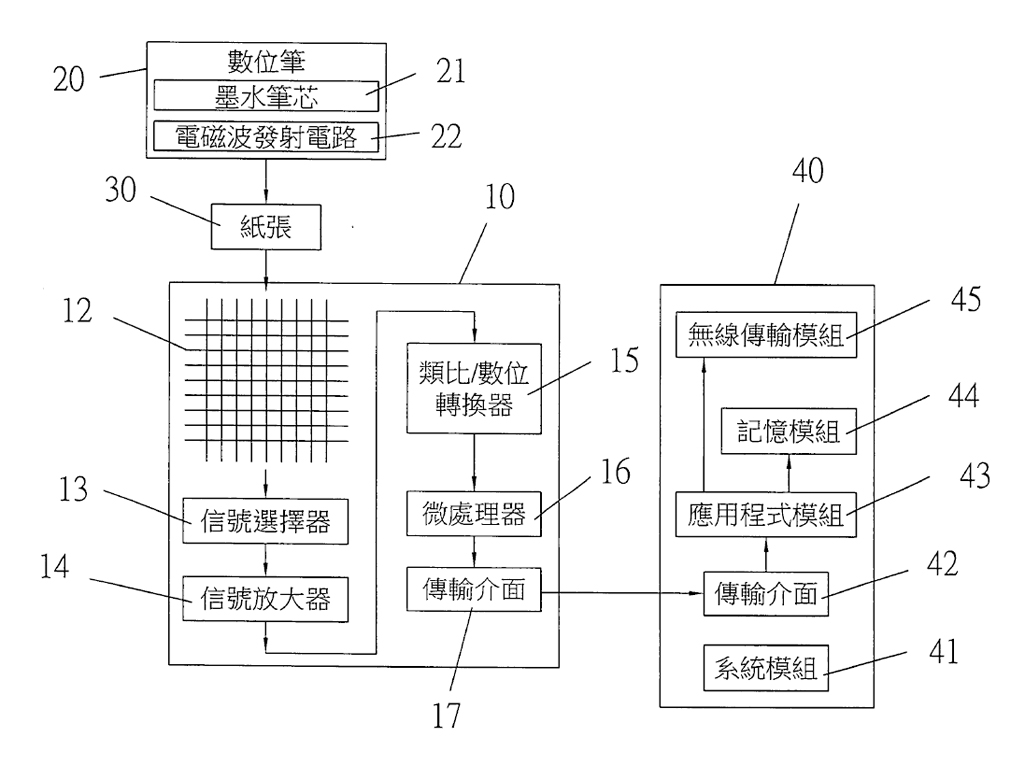 數位筆
20
墨水筆芯
21
電磁波發射電路
22
30
紙張
10
12
13
信號選擇器
14
信號放大器
類比/數位
轉換器
15
微處理器
16
傳輸介面
17
40
無線傳輸模組
45
記憶模組
44
應用程式模組
43
傳輸介面
42
系統模組
41